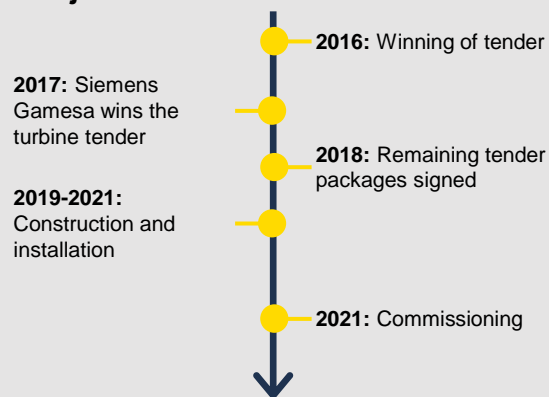 2016: Winning of tender
2017: Siemens
Gamesa wins the
turbine tender
2018: Remaining tender
packages signed
2019-2021:
Construction and
installation
2021: Commissioning